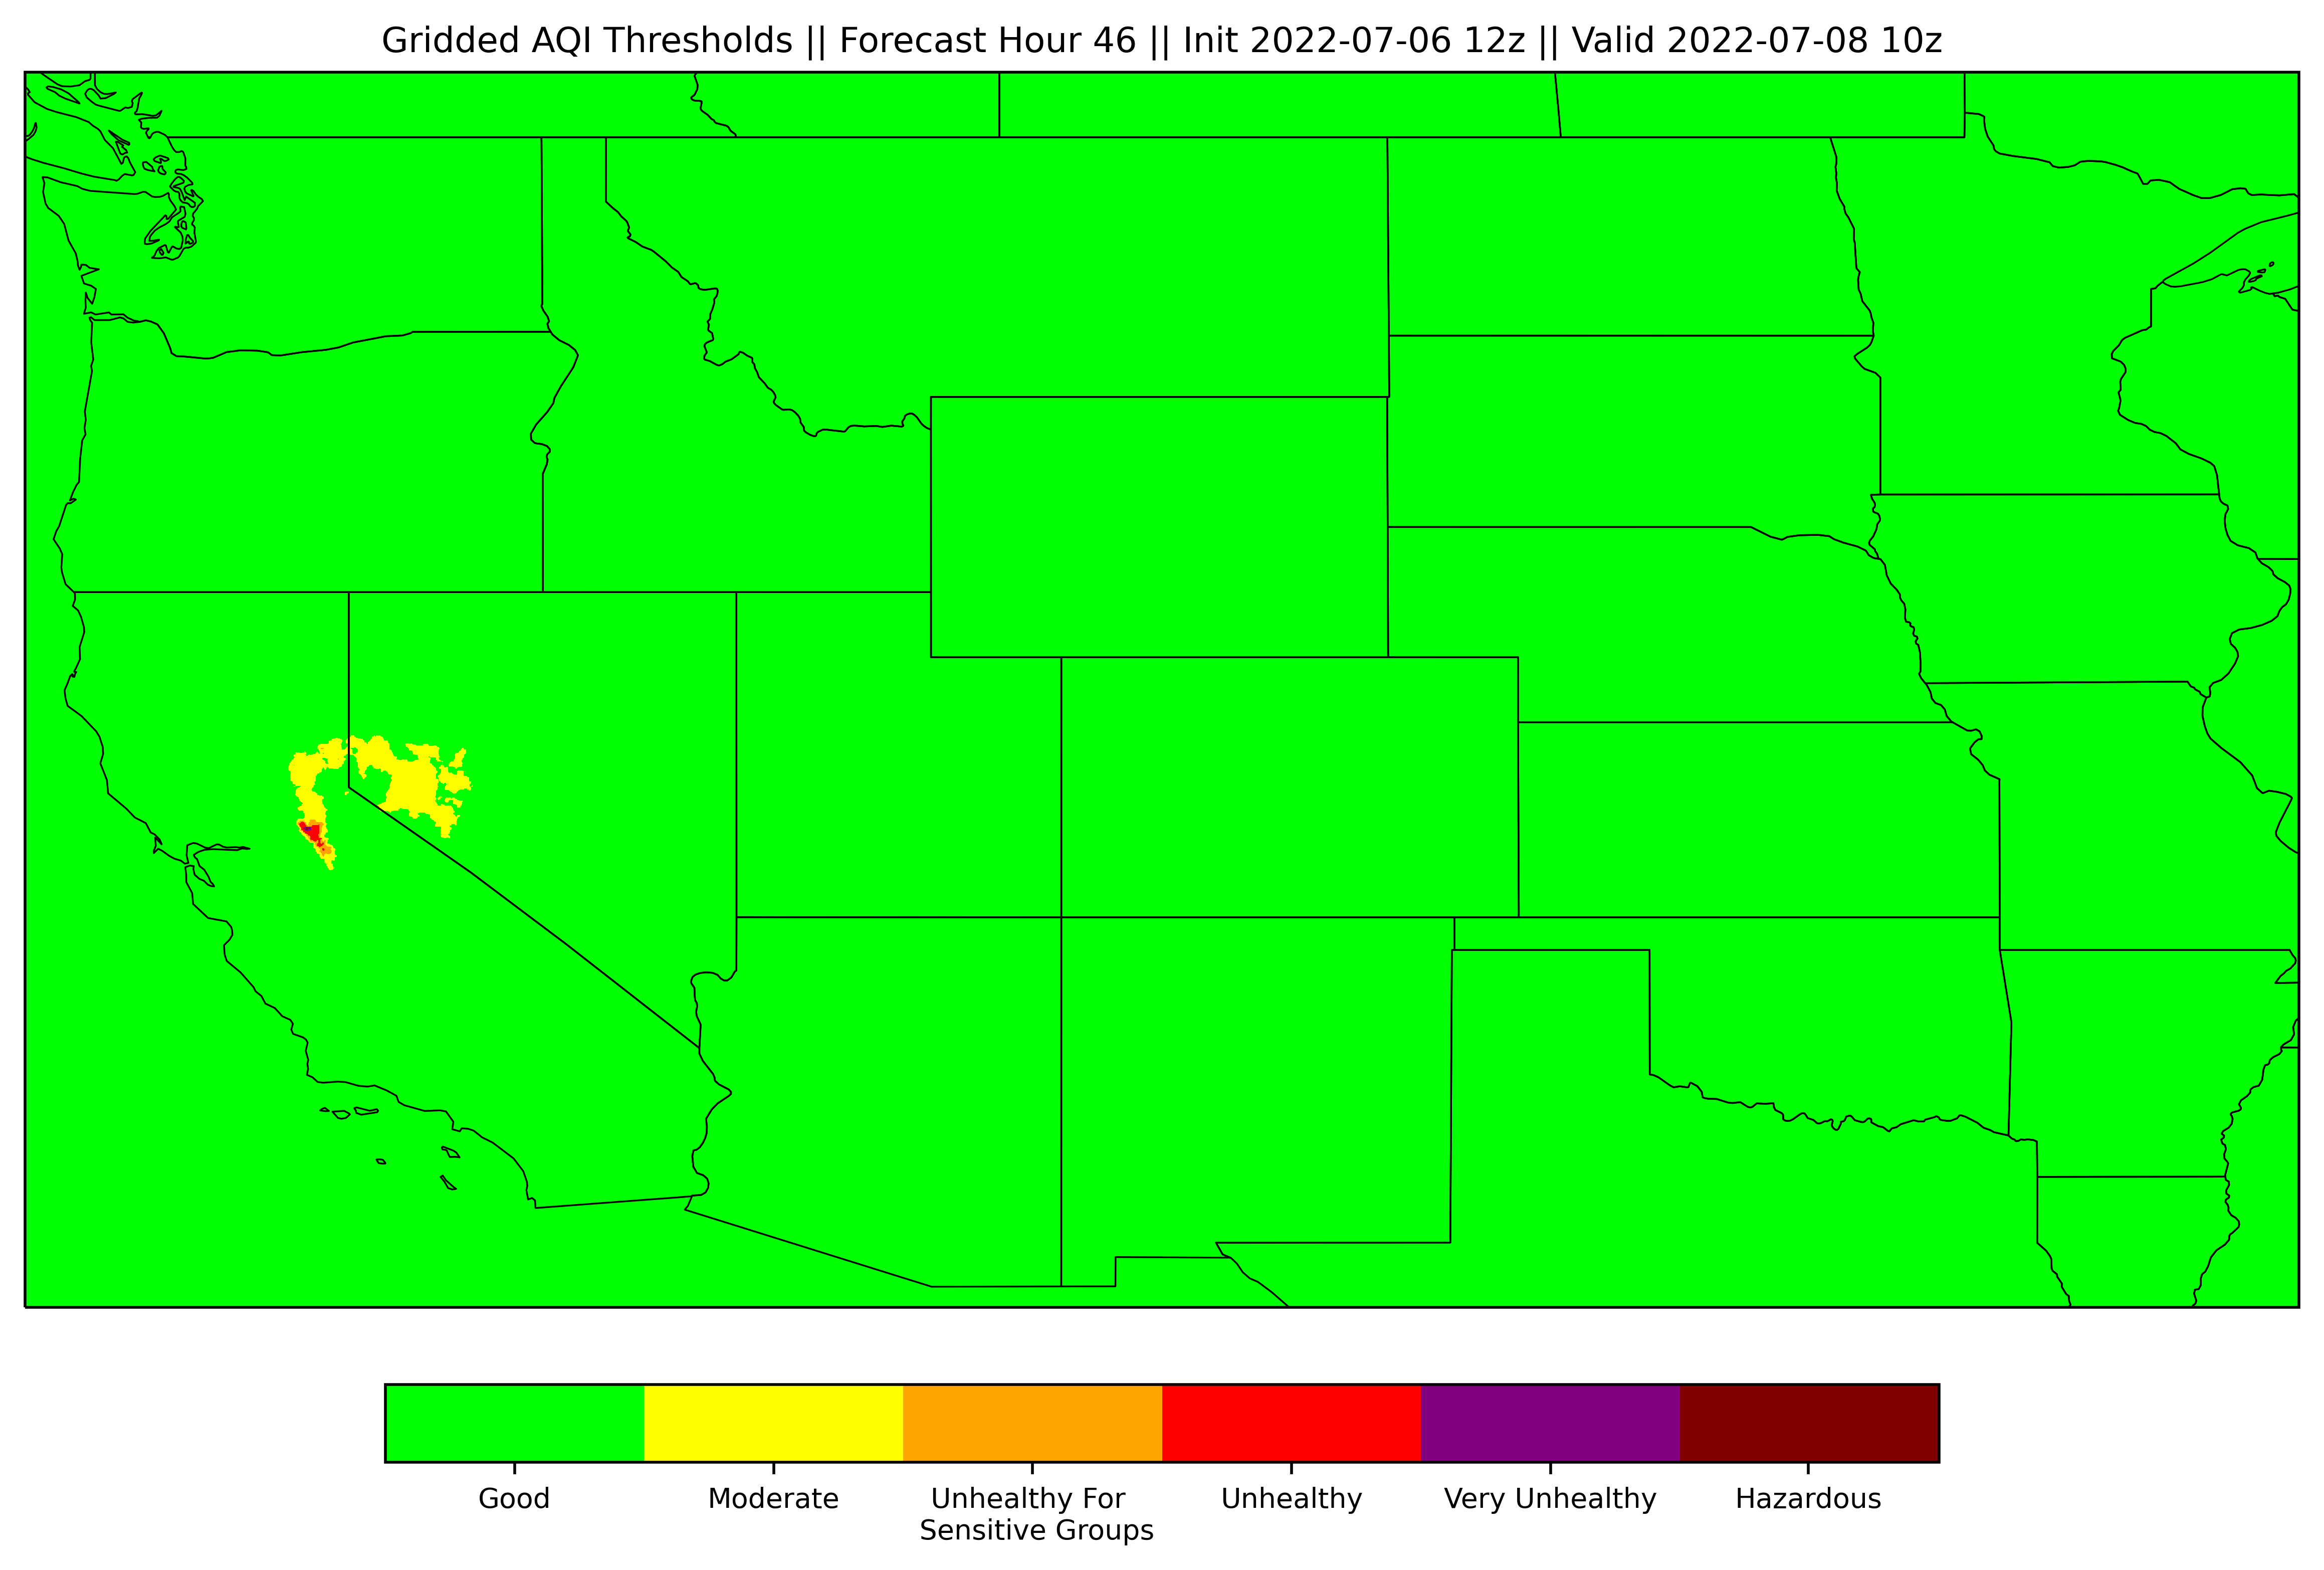 Gridded AQI Thresholds || Forecast Hour 46 || Init 2022-07-06 12z || Valid 2022-07-08 10z
Good
Moderate
Unhealthy For
Sensitive Groups
Unhealthy
Very Unhealthy
Hazardous